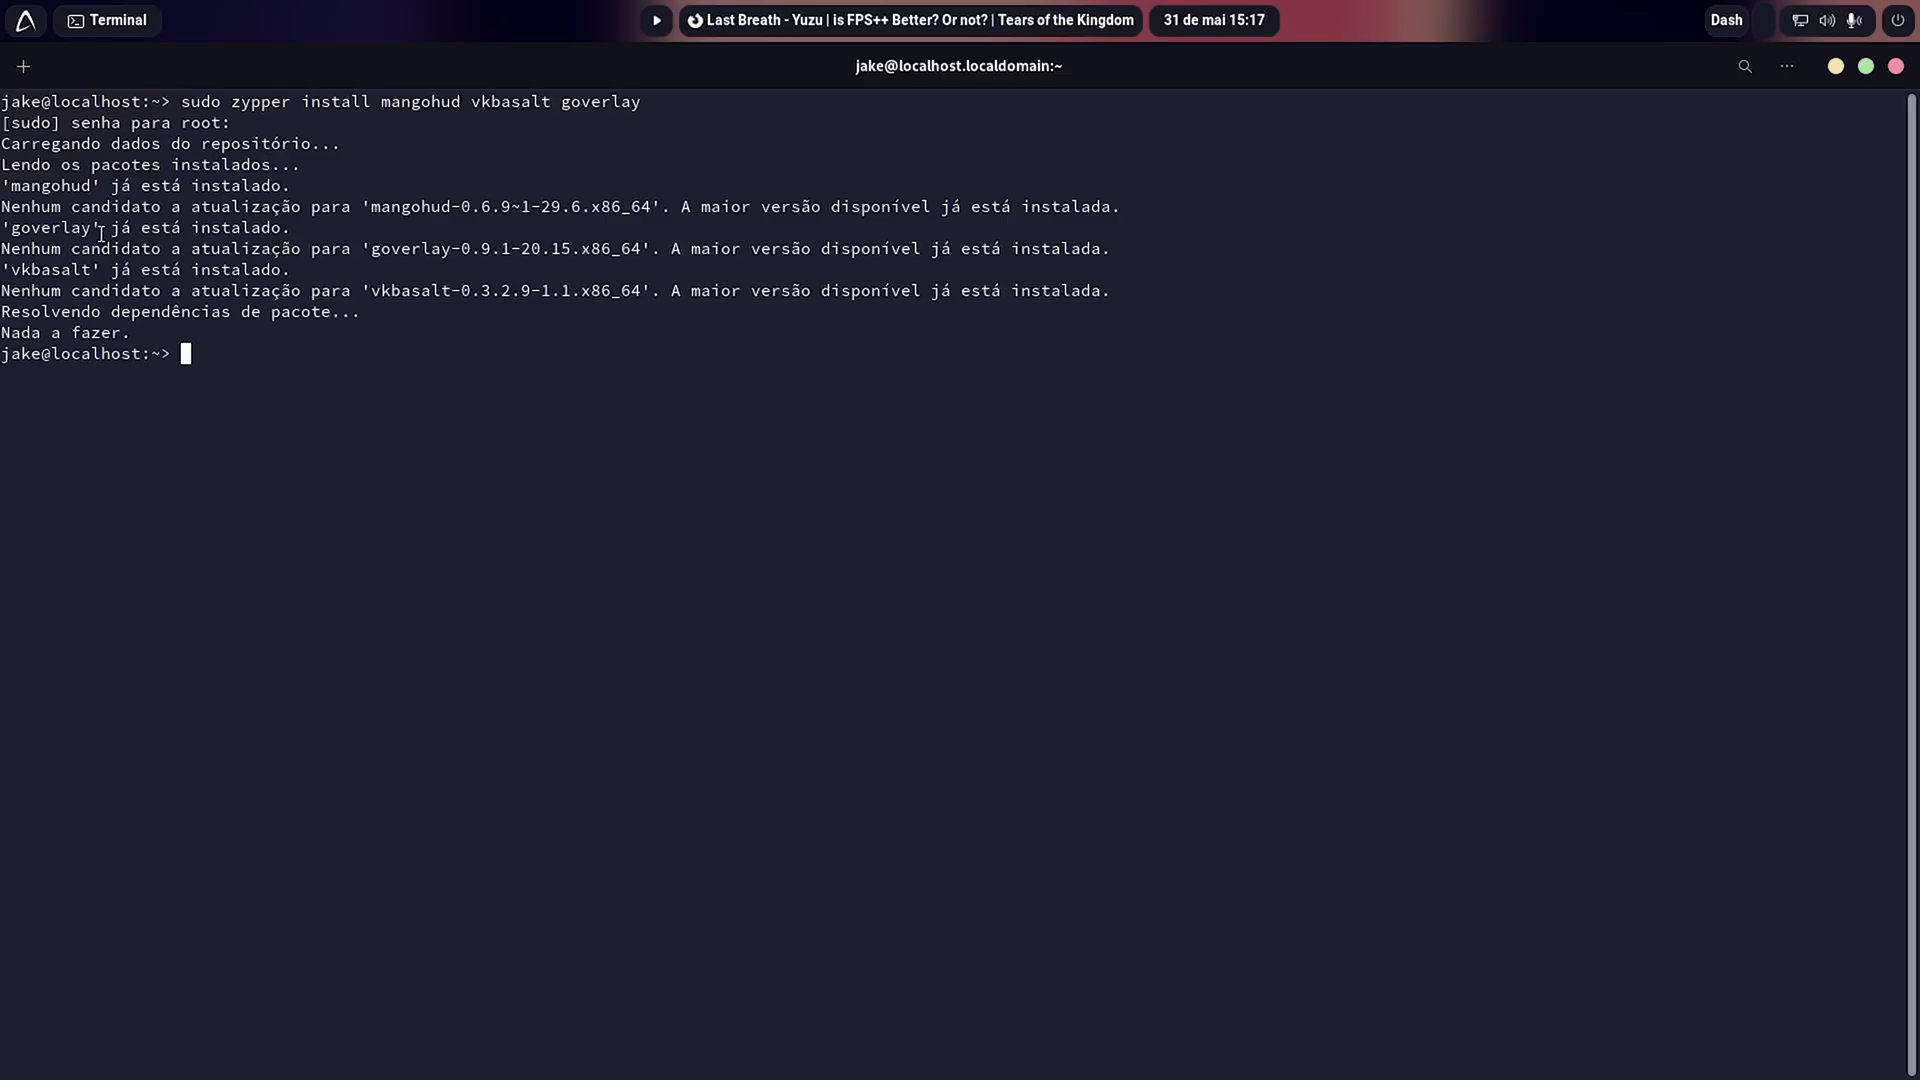 Terminal
Last Breath - Yuzu | is FPS++ Better? Or not? | Tears of the Kingdom
31 de mai 15:17
Dash
jake@localhost.localdomain:~
jake@localhost:~> sudo zypper install mangohud vkbasalt goverlay
[sudo] senha para root:
Carregando dados do repositório...
Lendo os pacotes instalados...
'mangohud' já está instalado.
Nenhum candidato a atualização para 'mangohud-0.6.9~1-29.6.x86_64'. A maior versão disponível já está instalada.
'goverlay' já está instalado.
Nenhum candidato a atualização para 'goverlay-0.9.1-20.15.x86_64'. A maior versão disponível já está instalada.
'vkbasalt' já está instalado.
Nenhum candidato a atualização para 'vkbasalt-0.3.2.9-1.1.x86_64'. A maior versão disponível já está instalada.
Resolvendo dependências de pacote...
Nada a fazer.
jake@localhost:~>